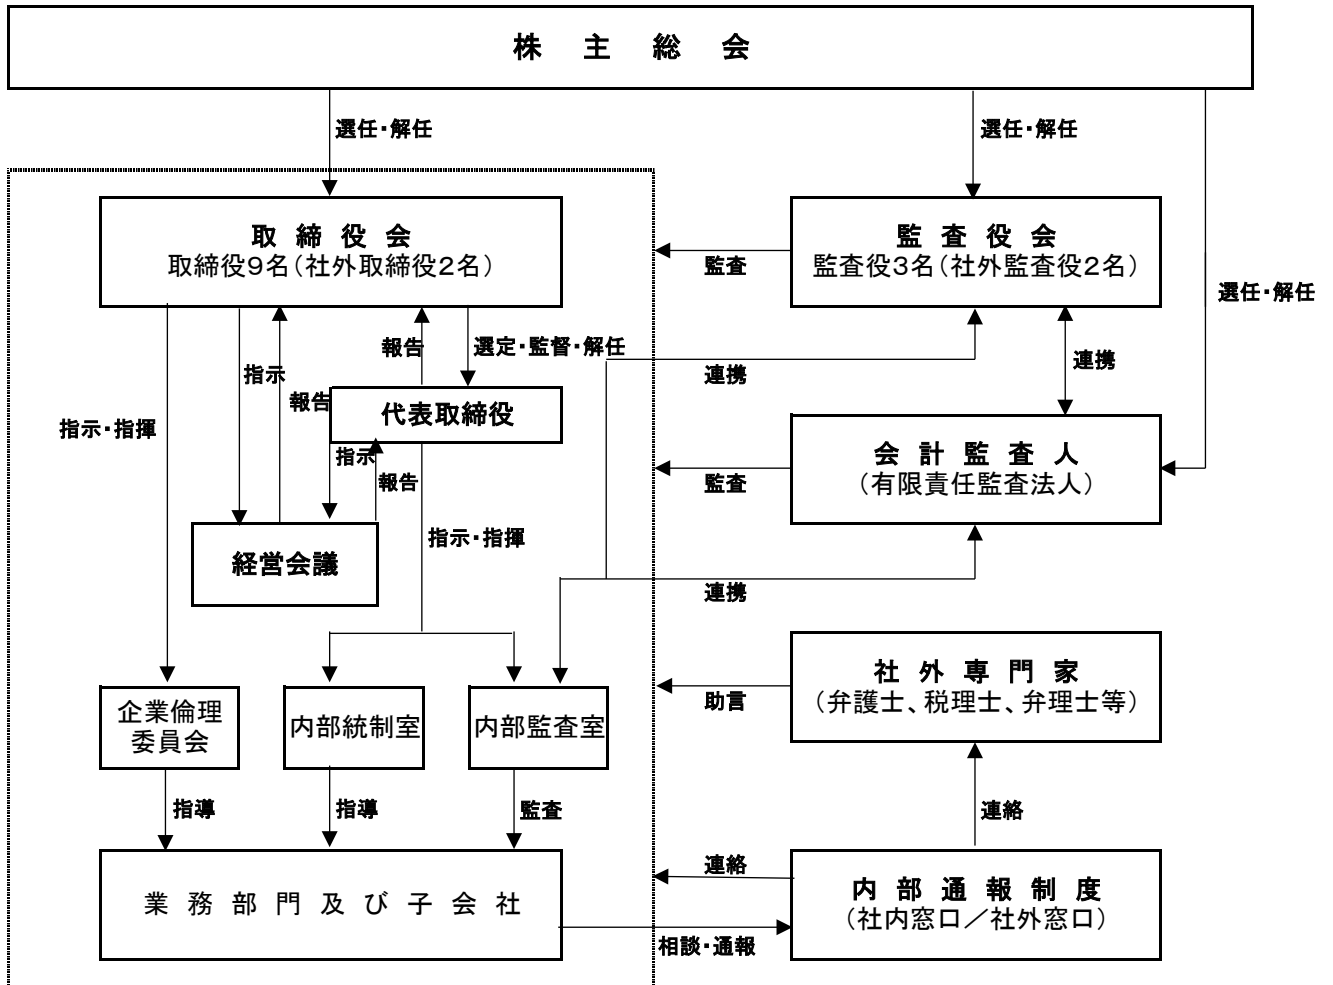 株 主 総 会
選任・解任
選任・解任
選任・解任
取 締 役 会
取締役9名(社外取締役2名)
監査
監 査 役 会
監査役3名(社外監査役2名)
報告
選定・監督・解任
指示
連携
連携
報告
代表取締役
指示・指揮
指示
報告
監査
会 計 監 査 人
(有限責任監査法人)
指示・指揮
経営会議
連携
企業倫理
委員会
内部統制室
内部監査室
助言
社 外 専 門 家
(弁護士、税理士、弁理士等)
指導
指導
監査
連絡
業 務 部 門 及 び 子 会 社
連絡
内 部 通 報 制 度
(社内窓口／社外窓口)
相談・通報